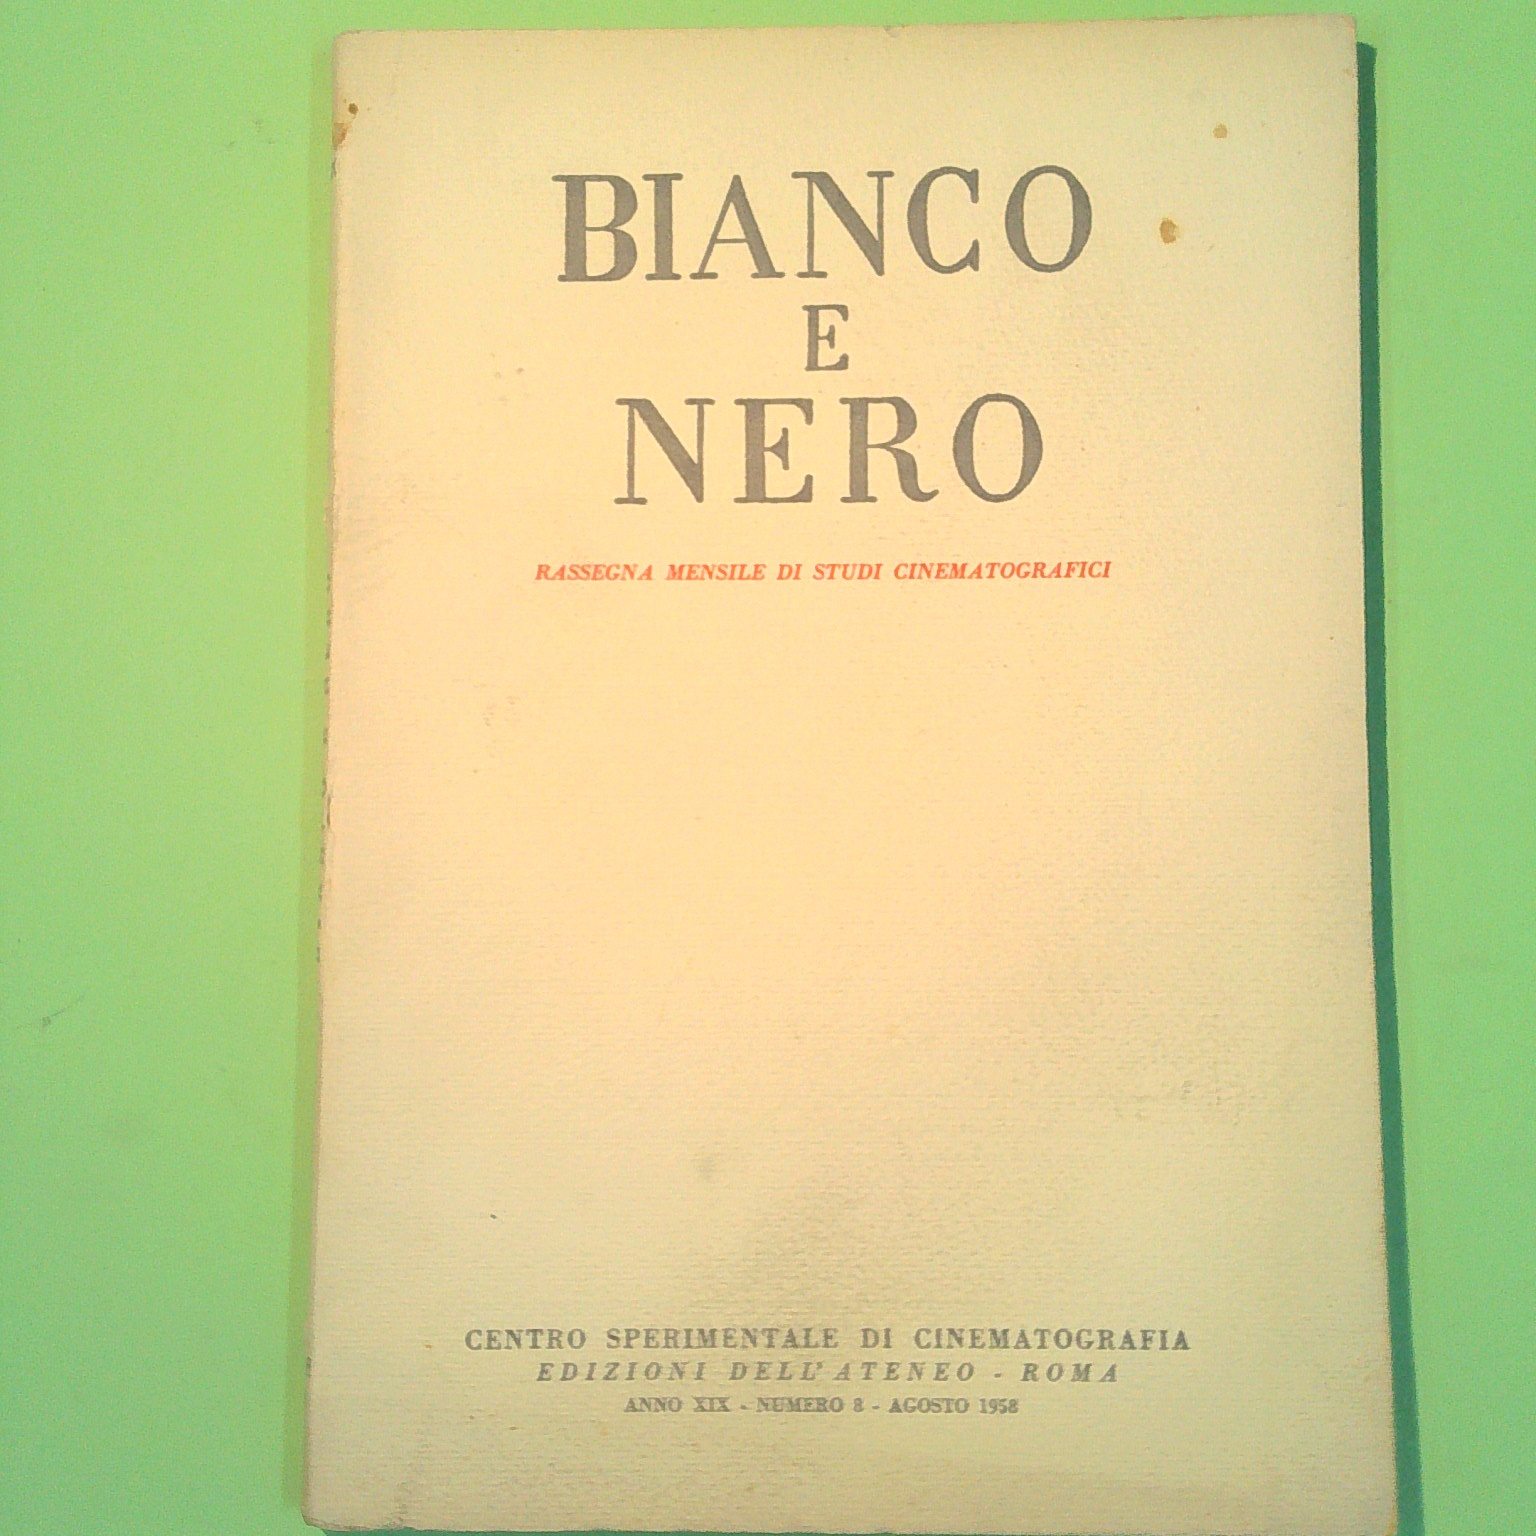 BIANCO
E
NERO
RASSEGNA MENSILE DI STUDI CINEMATOGRAFICI
CENTRO SPERIMENTALE DI CINEMATOGRAFIA
EDIZIONI DELL'ATENEO - ROMA
ANNO XIX - NUMERO 8 - AGOSTO 1958